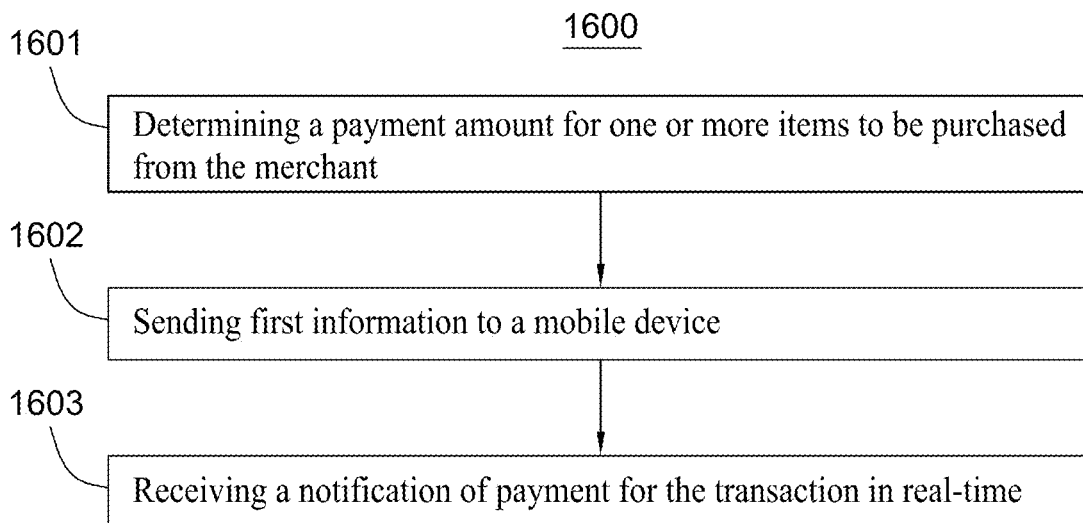 1600
1601
Determining a payment amount for one or more items to be purchased
from the merchant
1602
Sending first information to a mobile device
1603
Receiving a notification of payment for the transaction in real-time